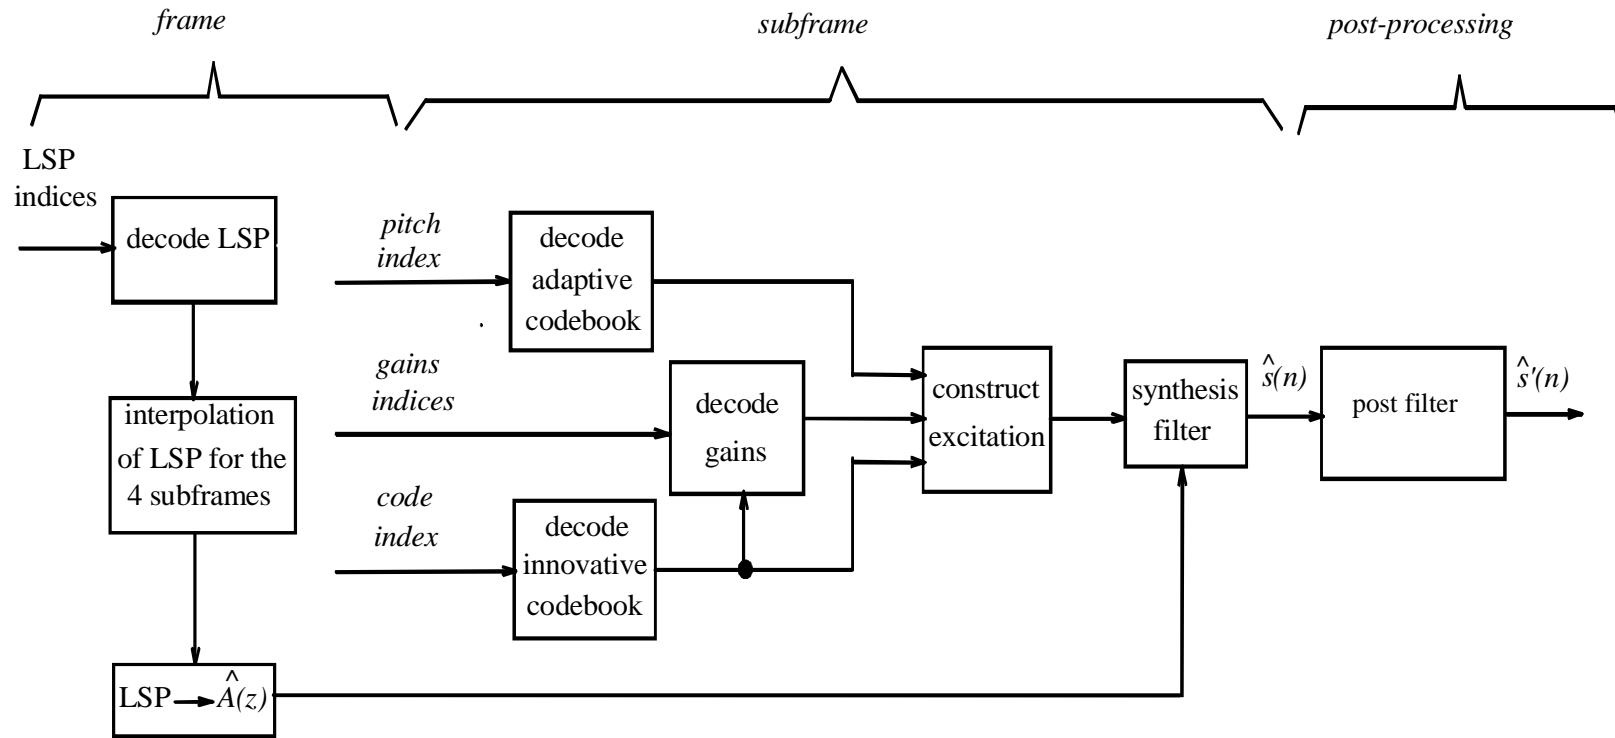 frame
subframe
post-processing
LSP
indices
decode LSP
interpolation
of LSP for the
4 subframes
LSP → Â(z)
pitch
index
decode
adaptive
codebook
gains
indices
decode
gains
code
index
decode
innovative
codebook
construct
excitation
synthesis
filter
ŝ(n)
post filter
ŝ'(n)